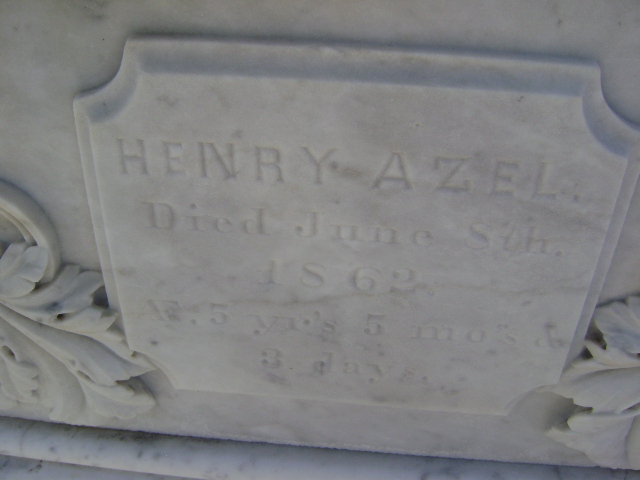 HENRY AZEL.
Died June 8th.
1862.
Æ. 5 yr's 5 mo's &
3 days.